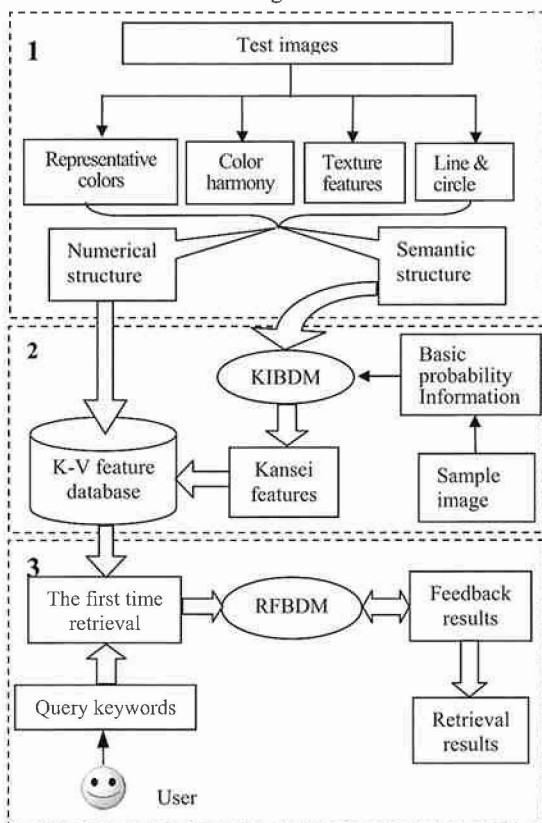 1
Test images
Representative
colors
Color
harmony
Texture
features
Line &
circle
Numerical
structure
Semantic
structure
2
KIBDM
Basic
probability
Information
K-V feature
database
Kansei
features
Sample
image
3
The first time
retrieval
RFBDM
Feedback
results
Query keywords
Retrieval
results
User